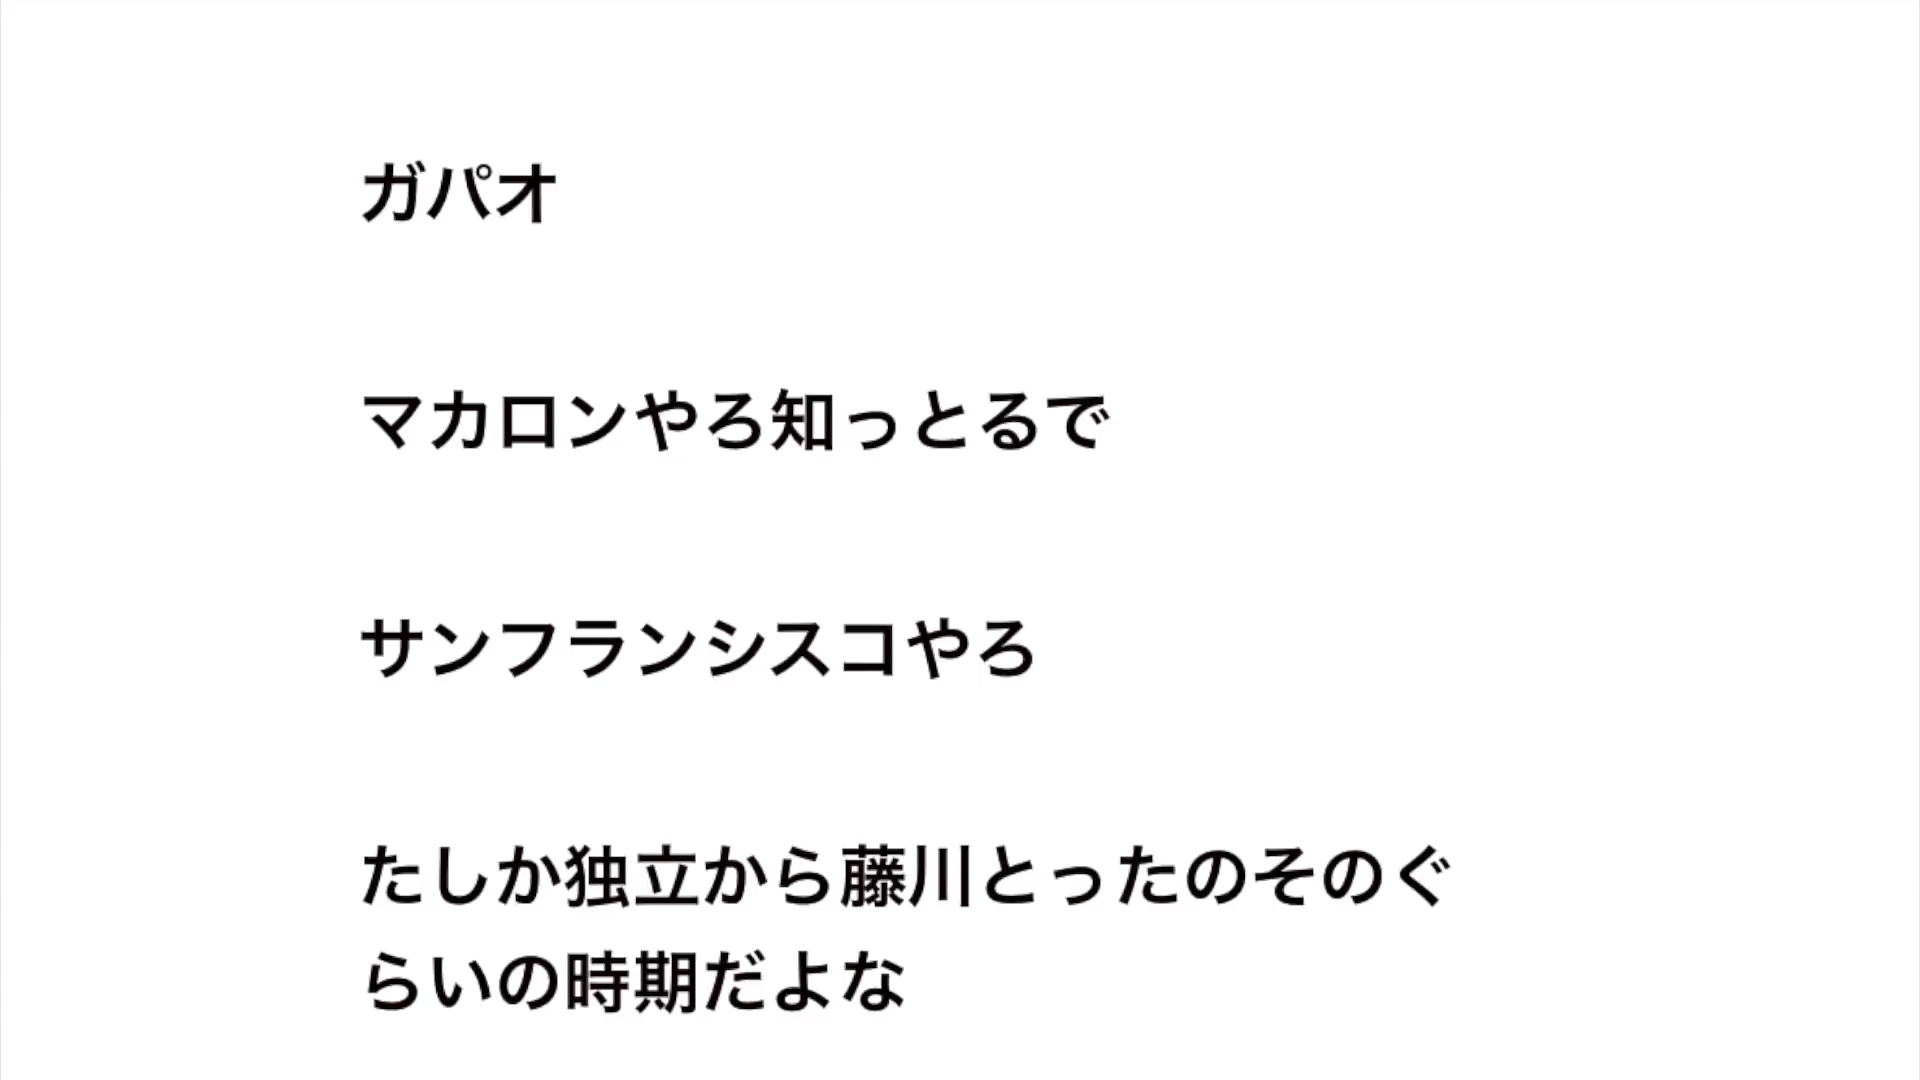 ガパオ
マカロンやろ知っとるで
サンフランシスコやろ
たしか独立から藤川とったのそのぐ
らいの時期だよな